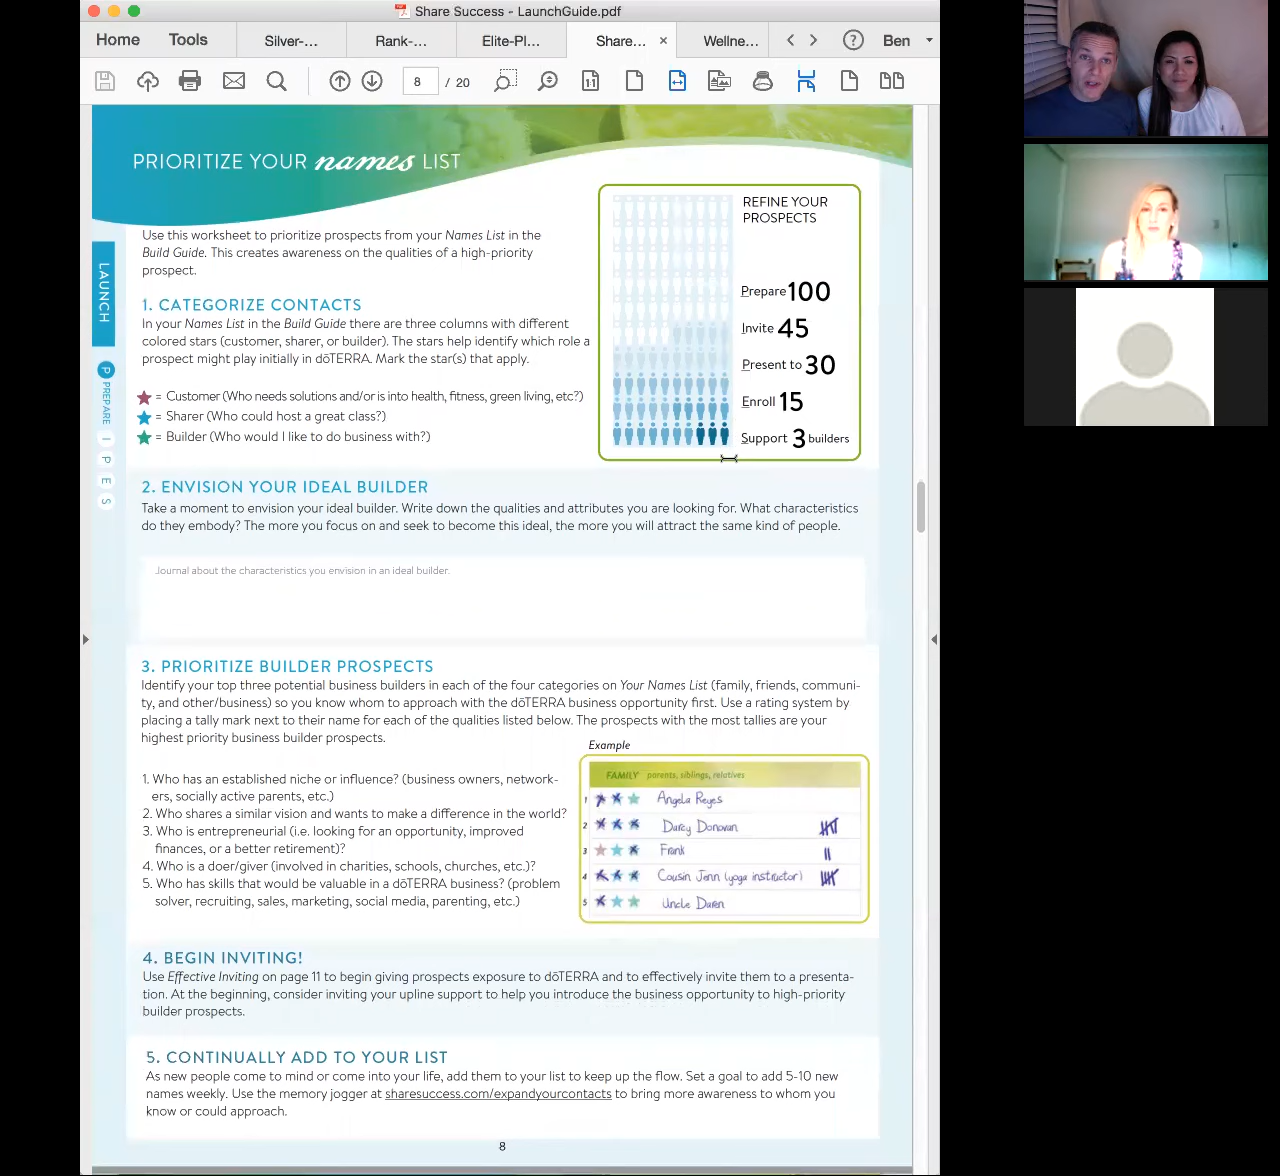 Share Success - LaunchGuide.pdf
Home Tools Silver-... Rank-... Elite-Pl... Share... × Wellne... ? Ben
8 / 20
PRIORITIZE YOUR names LIST
Use this worksheet to prioritize prospects from your Names List in the
Build Guide. This creates awareness on the qualities of a high-priority
prospect.
REFINE YOUR
PROSPECTS
Prepare 100
Invite 45
Present to 30
Enroll 15
Support 3 builders
LAUNCH
P PREPARE I P E S
1. CATEGORIZE CONTACTS
In your Names List in the Build Guide there are three columns with different
colored stars (customer, sharer, or builder). The stars help identify which role a
prospect might play initially in dōTERRA. Mark the star(s) that apply.
= Customer (Who needs solutions and/or is into health, fitness, green living, etc?)
= Sharer (Who could host a great class?)
= Builder (Who would I like to do business with?)
2. ENVISION YOUR IDEAL BUILDER
Take a moment to envision your ideal builder. Write down the qualities and attributes you are looking for. What characteristics
do they embody? The more you focus on and seek to become this ideal, the more you will attract the same kind of people.
Journal about the characteristics you envision in an ideal builder.
3. PRIORITIZE BUILDER PROSPECTS
Identify your top three potential business builders in each of the four categories on Your Names List (family, friends, communi-
ty, and other/business) so you know whom to approach with the dōTERRA business opportunity first. Use a rating system by
placing a tally mark next to their name for each of the qualities listed below. The prospects with the most tallies are your
highest priority business builder prospects.
1. Who has an established niche or influence? (business owners, network-
ers, socially active parents, etc.)
2. Who shares a similar vision and wants to make a difference in the world?
3. Who is entrepreneurial (i.e. looking for an opportunity, improved
finances, or a better retirement)?
4. Who is a doer/giver (involved in charities, schools, churches, etc.)?
5. Who has skills that would be valuable in a dōTERRA business? (problem
solver, recruiting, sales, marketing, social media, parenting, etc.)
Example
FAMILY parents, siblings, relatives
1 Angela Reyes
2 Darcy Donovan
3 Frank
4 Cousin Jenn (yoga instructor)
5 Uncle Daren
4. BEGIN INVITING!
Use Effective Inviting on page 11 to begin giving prospects exposure to dōTERRA and to effectively invite them to a presenta-
tion. At the beginning, consider inviting your upline support to help you introduce the business opportunity to high-priority
builder prospects.
5. CONTINUALLY ADD TO YOUR LIST
As new people come to mind or come into your life, add them to your list to keep up the flow. Set a goal to add 5-10 new
names weekly. Use the memory jogger at sharesuccess.com/expandyourcontacts to bring more awareness to whom you
know or could approach.
8